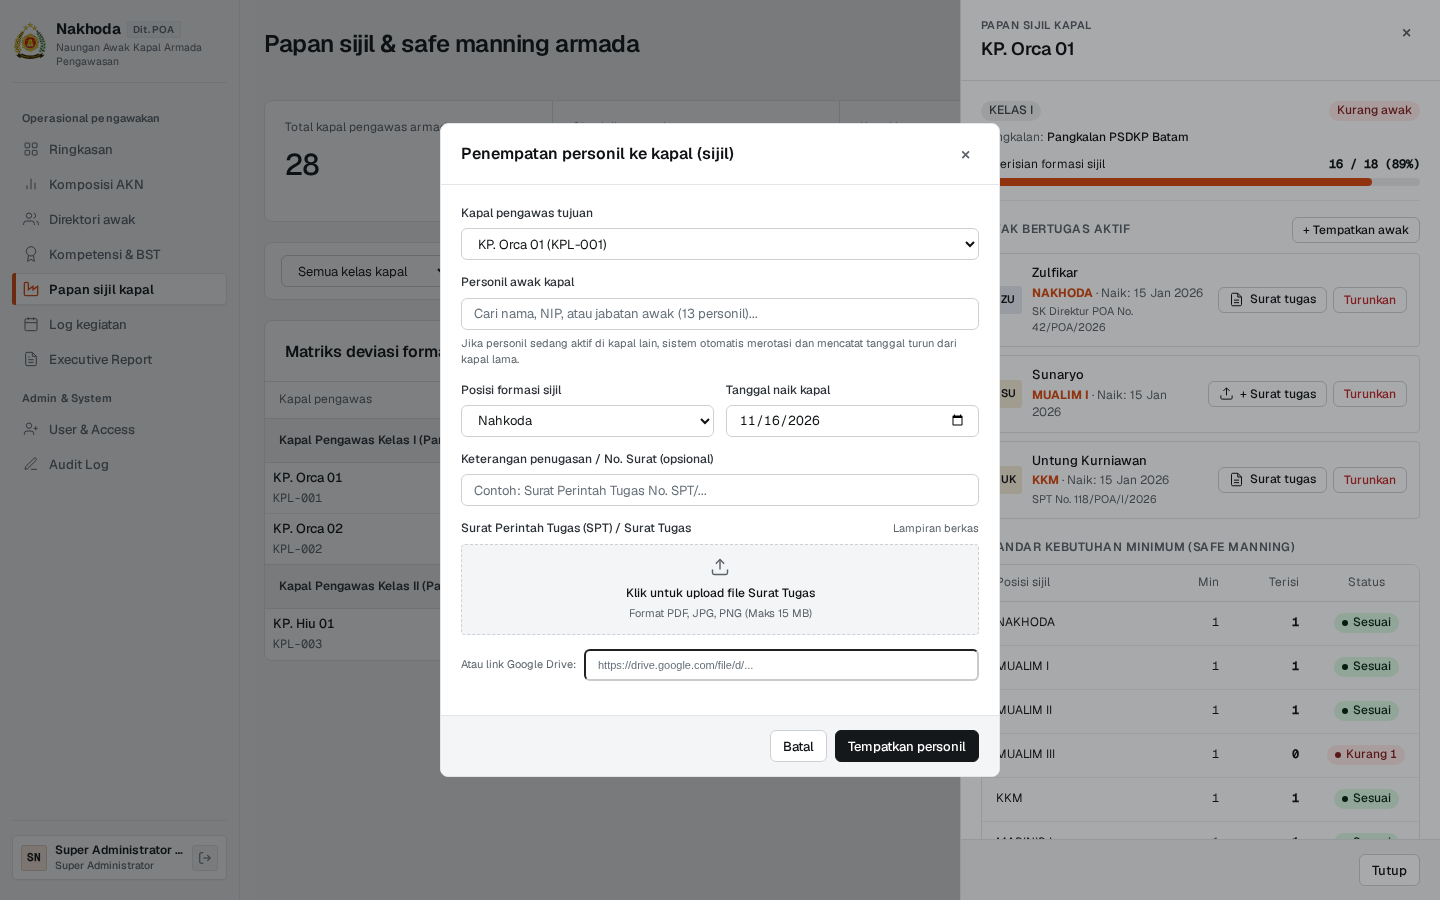 Nakhoda Dit.POA
Naungan Awak Kapal Armada
Pengawasan
Operasional pengawakan
Ringkasan
Komposisi AKN
Direktori awak
Kompetensi & BST
Papan sijil kapal
Log kegiatan
Executive Report
Admin & System
User & Access
Audit Log
SN
Super Administrator ...
Super Administrator
Papan sijil & safe manning armada
Total kapal pengawas arma
28
Semua kelas kapal
Matriks deviasi forma
Kapal pengawas
Kapal Pengawas Kelas I (Pa
KP. Orca 01
KPL-001
KP. Orca 02
KPL-002
Kapal Pengawas Kelas II (Pa
KP. Hiu 01
KPL-003
Penempatan personil ke kapal (sijil)
×
Kapal pengawas tujuan
KP. Orca 01 (KPL-001)
Personil awak kapal
Cari nama, NIP, atau jabatan awak (13 personil)...
Jika personil sedang aktif di kapal lain, sistem otomatis merotasi dan mencatat tanggal turun dari
kapal lama.
Posisi formasi sijil
Tanggal naik kapal
Nahkoda
11/16/2026
Keterangan penugasan / No. Surat (opsional)
Contoh: Surat Perintah Tugas No. SPT/...
Surat Perintah Tugas (SPT) / Surat Tugas
Lampiran berkas
Klik untuk upload file Surat Tugas
Format PDF, JPG, PNG (Maks 15 MB)
Atau link Google Drive:
https://drive.google.com/file/d/...
Batal
Tempatkan personil
PAPAN SIJIL KAPAL
KP. Orca 01
×
KELAS I
Kurang awak
ngkalan: Pangkalan PSDKP Batam
erisian formasi sijil
16 / 18 (89%)
AK BERTUGAS AKTIF
+ Tempatkan awak
ZU
Zulfikar
NAKHODA · Naik: 15 Jan 2026
SK Direktur POA No.
42/POA/2026
Surat tugas
Turunkan
SU
Sunaryo
MUALIM I · Naik: 15 Jan
2026
+ Surat tugas
Turunkan
UK
Untung Kurniawan
KKM · Naik: 15 Jan 2026
SPT No. 118/POA/I/2026
Surat tugas
Turunkan
ANDAR KEBUTUHAN MINIMUM (SAFE MANNING)
Posisi sijil Min Terisi Status
NAKHODA 1 1 Sesuai
MUALIM I 1 1 Sesuai
MUALIM II 1 1 Sesuai
MUALIM III 1 0 Kurang 1
KKM 1 1 Sesuai
Tutup